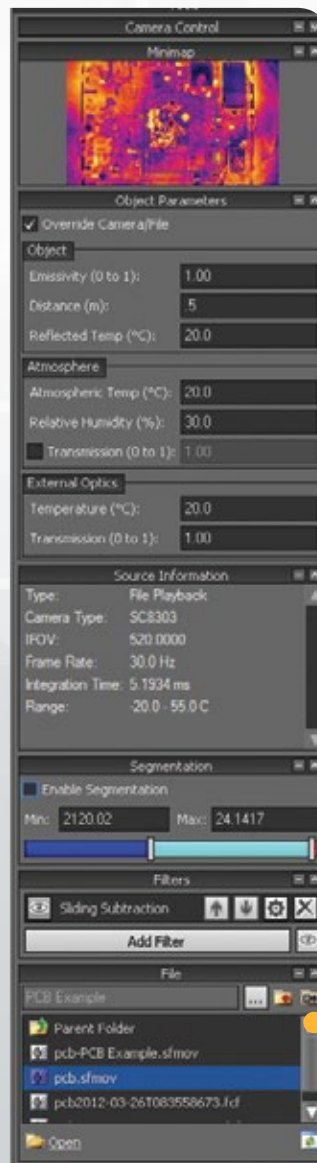 Camera Control
Minimap
Object Parameters
Override Camera/File
Object
Emissivity (0 to 1): 1.00
Distance (m): .5
Reflected Temp (°C): 20.0
Atmosphere
Atmospheric Temp (°C): 20.0
Relative Humidity (%): 30.0
Transmission (0 to 1): 1.00
External Optics
Temperature (°C): 20.0
Transmission (0 to 1): 1.00
Source Information
Type: File Playback
Camera Type: SC8303
IFOV: 520.0000
Frame Rate: 30.0 Hz
Integration Time: 5.1934 ms
Range: -20.0 - 55.0 C
Segmentation
Enable Segmentation
Min: 2120.02 Max: 24.1417
Filters
Sliding Subtraction
Add Filter
File
PCB Example ...
Parent Folder
pcb-PCB Example.sfmov
pcb.sfmov
pcb2012-03-26T083558673.fcf
Open